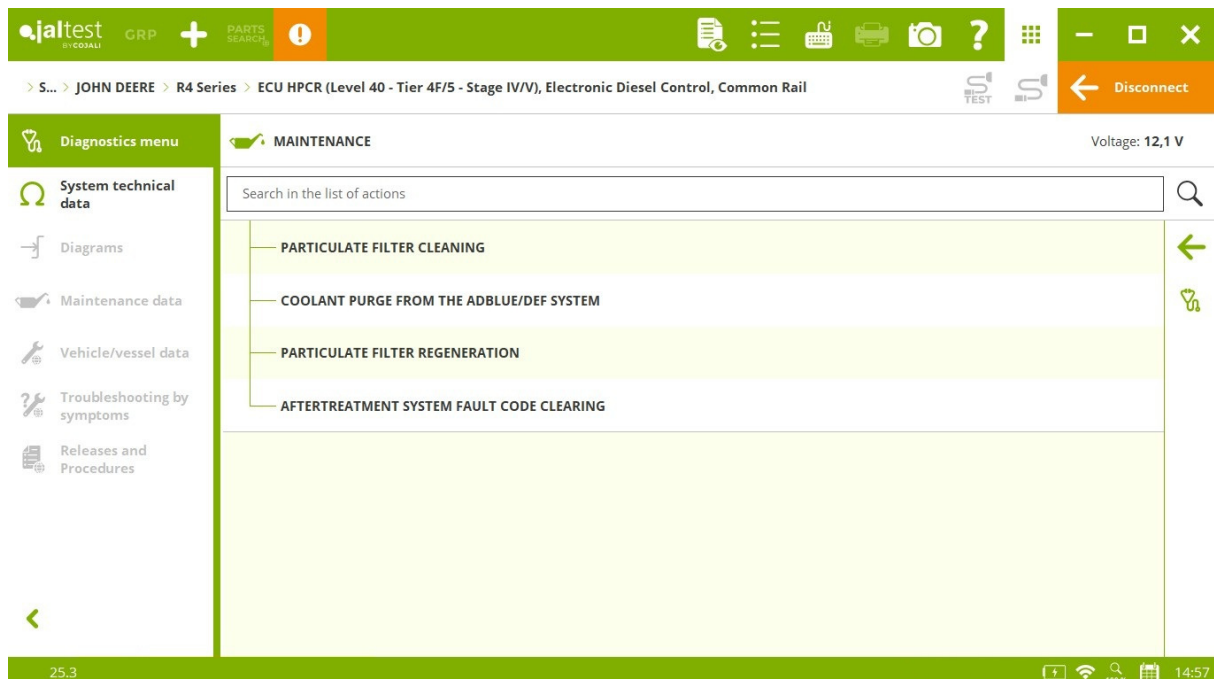 jaltest
BY COJALI
GRP
PARTS
SEARCH
> S... > JOHN DEERE > R4 Series > ECU HPCR (Level 40 - Tier 4F/5 - Stage IV/V), Electronic Diesel Control, Common Rail
TEST
Disconnect
Diagnostics menu
MAINTENANCE
Voltage: 12,1 V
System technical
data
Search in the list of actions
Diagrams
PARTICULATE FILTER CLEANING
Maintenance data
COOLANT PURGE FROM THE ADBLUE/DEF SYSTEM
Vehicle/vessel data
PARTICULATE FILTER REGENERATION
Troubleshooting by
symptoms
AFTERTREATMENT SYSTEM FAULT CODE CLEARING
Releases and
Procedures
25.3
14:57